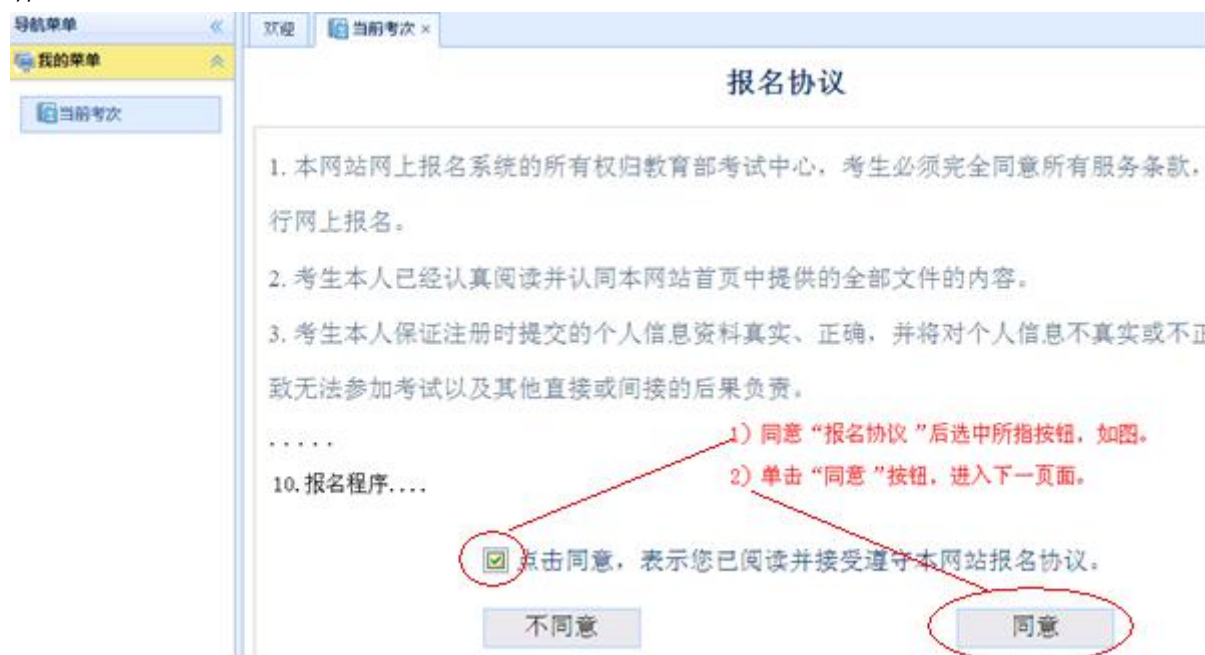 导航菜单
欢迎
当前考次
我的菜单
当前考次
报名协议
1. 本网站网上报名系统的所有权归教育部考试中心，考生必须完全同意所有服务条款，
行网上报名。
2. 考生本人已经认真阅读并认同本网站首页中提供的全部文件的内容。
3. 考生本人保证注册时提交的个人信息资料真实、正确，并将对个人信息不真实或不正
致无法参加考试以及其他直接或间接的后果负责。
.....
1）同意“报名协议”后选中所指按钮，如图。
10. 报名程序....
2）单击“同意”按钮，进入下一页面。
点击同意，表示您已阅读并接受遵守本网站报名协议。
不同意
同意